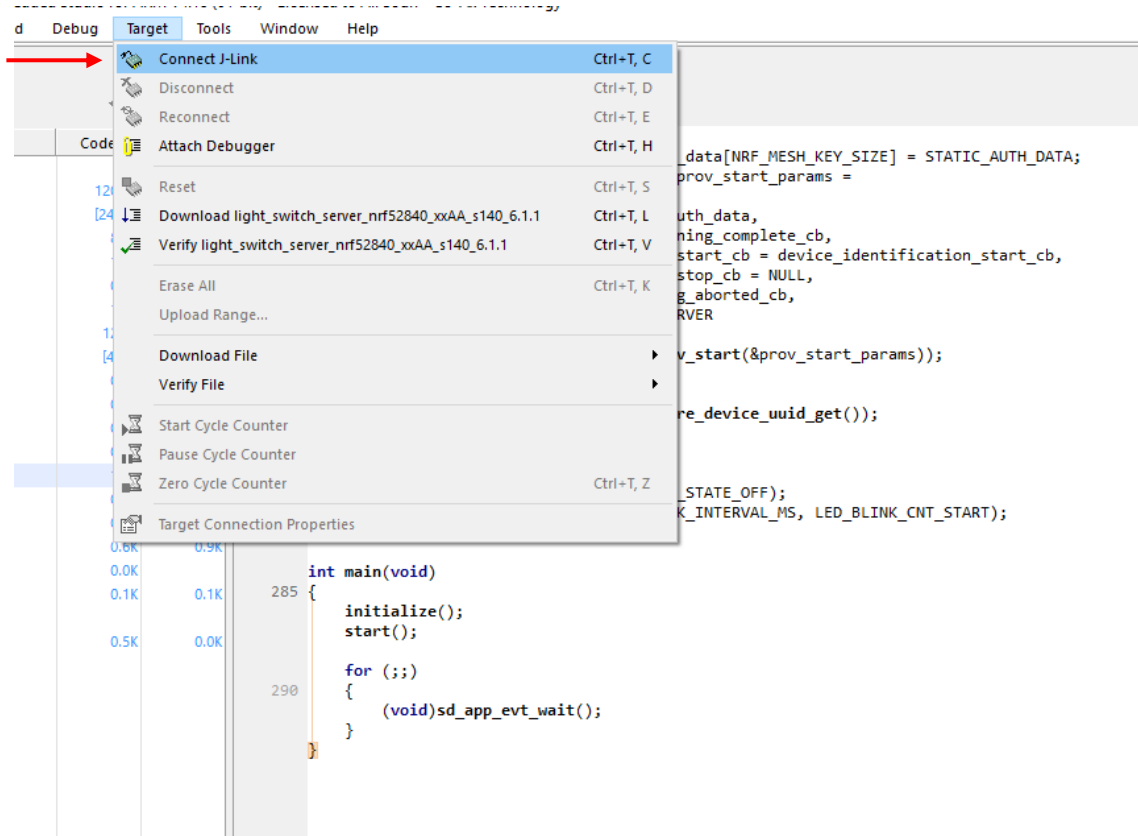 d Debug Target Tools Window Help
Connect J-Link Ctrl+T, C
Disconnect Ctrl+T, D
Reconnect Ctrl+T, E
Code
Attach Debugger Ctrl+T, H
_data[NRF_MESH_KEY_SIZE] = STATIC_AUTH_DATA;
prov_start_params =
Reset Ctrl+T, S
[24
Download light_switch_server_nrf52840_xxAA_s140_6.1.1 Ctrl+T, L
uth_data,
ning_complete_cb,
Verify light_switch_server_nrf52840_xxAA_s140_6.1.1 Ctrl+T, V
start_cb = device_identification_start_cb,
stop_cb = NULL,
Erase All Ctrl+T, K
g_aborted_cb,
Upload Range...
RVER
[4
Download File
v_start(&prov_start_params));
Verify File
re_device_uuid_get());
Start Cycle Counter
Pause Cycle Counter
Zero Cycle Counter Ctrl+T, Z
_STATE_OFF);
K_INTERVAL_MS, LED_BLINK_CNT_START);
Target Connection Properties
0.6K 0.9K
0.0K int main(void)
0.1K 0.1K 285 {
initialize();
start();
0.5K 0.0K
for (;;)
290 {
(void)sd_app_evt_wait();
}
}